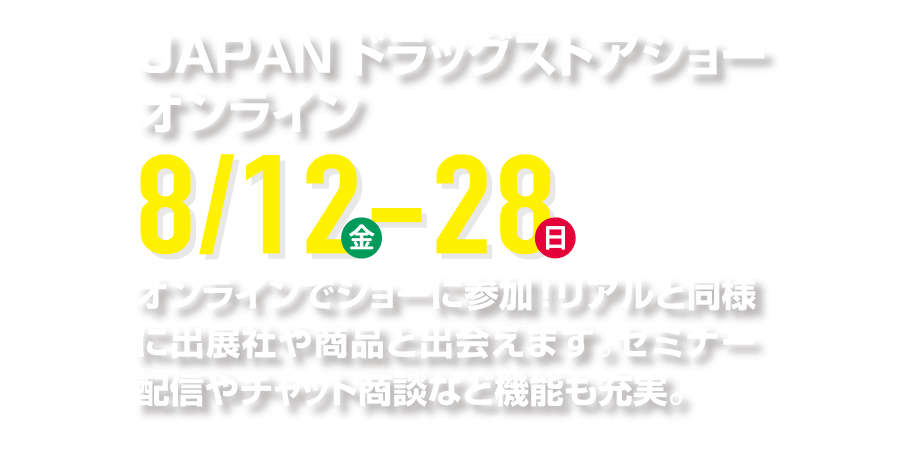 JAPANドラッグストアショー
オンライン
8/12金–28日
オンラインでショーに参加！リアルと同様
に出展社や商品と出会えます。セミナー
配信やチャット商談など機能も充実。